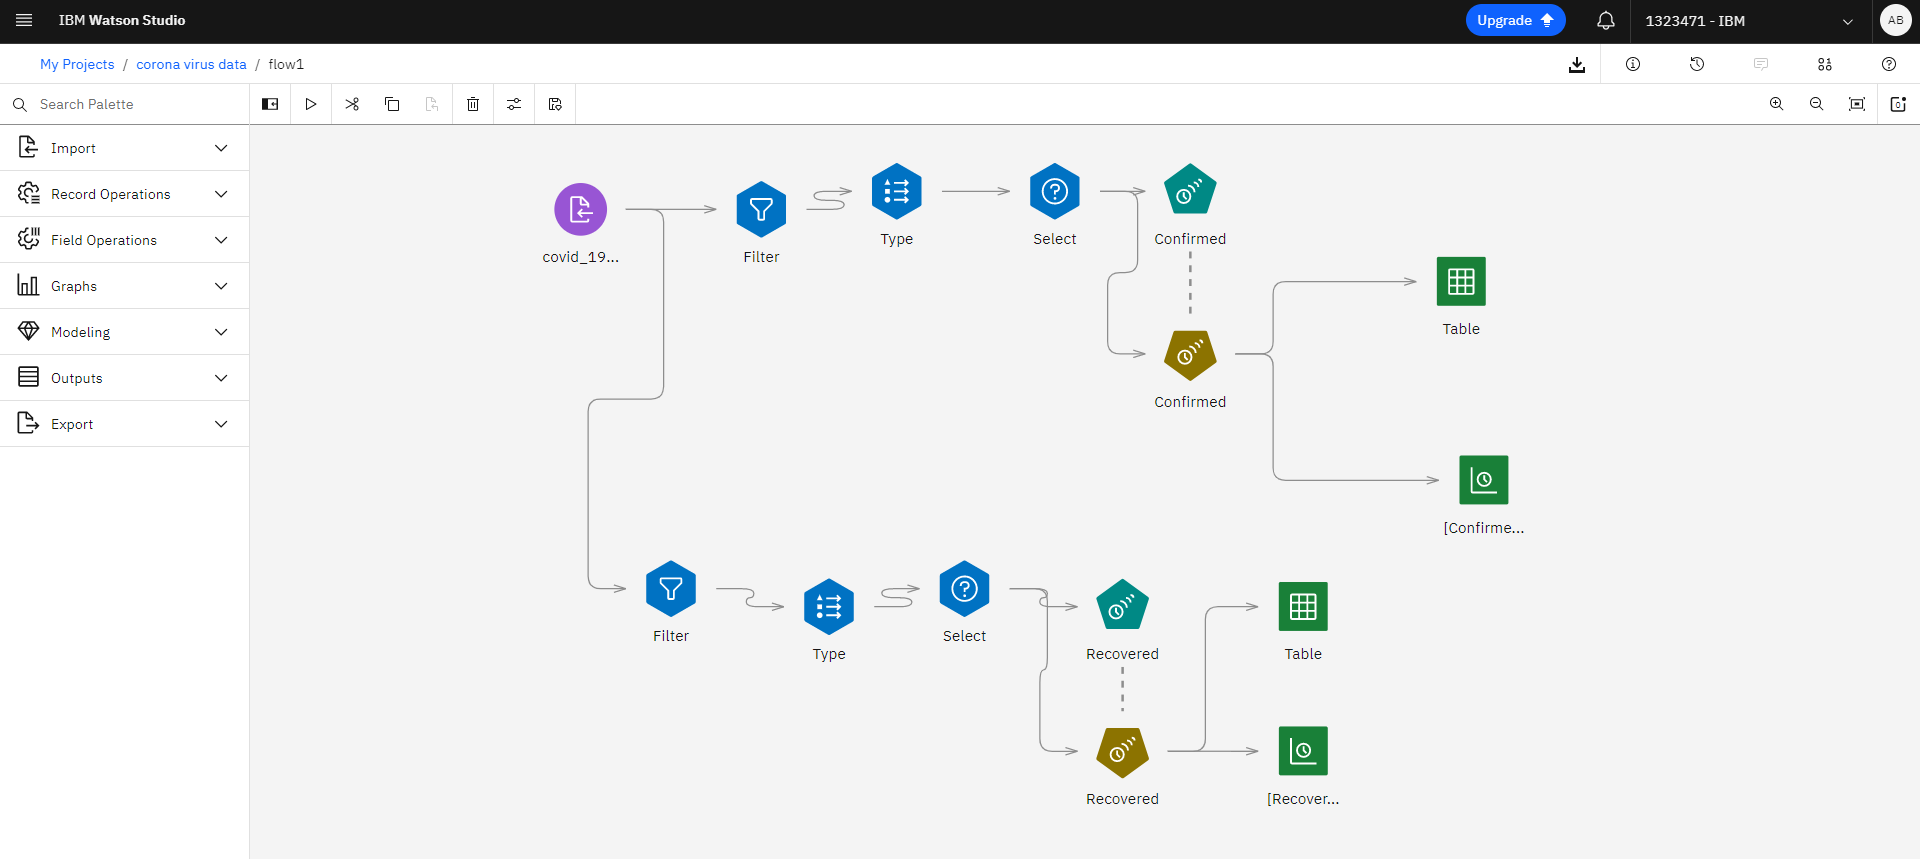 IBM Watson Studio
Upgrade
1323471 - IBM
AB
My Projects / corona virus data / flow1
Search Palette
Import
Record Operations
Field Operations
Graphs
Modeling
Outputs
Export
covid_19...
Filter
Type
Select
Confirmed
Table
Confirmed
[Confirme...
Filter
Type
Select
Recovered
Table
Recovered
[Recover...